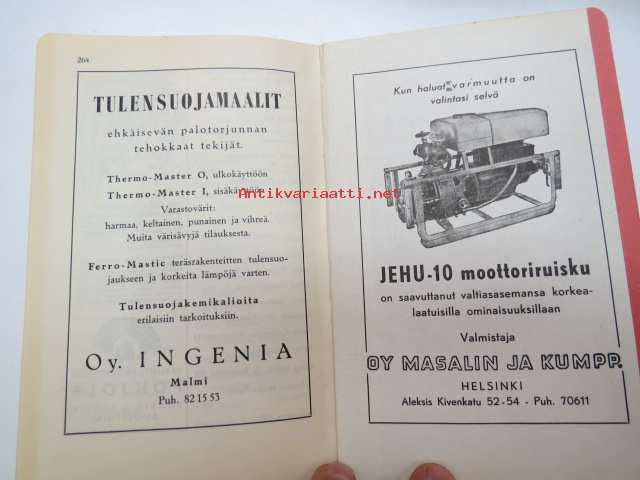 264
TULENSUOJAMAALIT
ehkäisevän palotorjunnan
tehokkaat tekijät.
Thermo-Master O, ulkokäyttöön
Thermo-Master I, sisäkäyttöön
Varastovärit:
harmaa, keltainen, punainen ja vihreä.
Muita värisävyjä tilauksesta.
Ferro-Mastic teräsrakenteitten tulensuo-
jaukseen ja korkeita lämpöjä varten.
Tulensuojakemikalioita
erilaisiin tarkoituksiin.
Oy. INGENIA
Malmi
Puh. 82 15 53
Antikvariaatti.net
Kun haluat varmuutta on
valintasi selvä
JEHU-10 moottoriruisku
on saavuttanut valtiasasemansa korkea-
laatuisilla ominaisuuksillaan
Valmistaja
OY MASALIN JA KUMPP.
HELSINKI
Aleksis Kivenkatu 52-54 - Puh. 70611